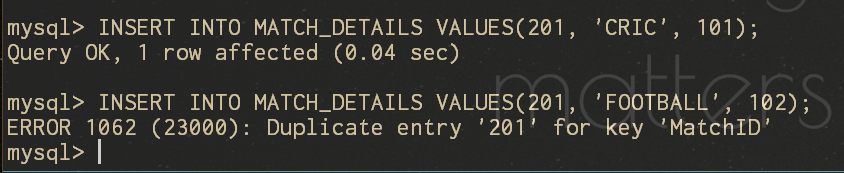 mysql> INSERT INTO MATCH_DETAILS VALUES(201, 'CRIC', 101);
Query OK, 1 row affected (0.04 sec)
mysql> INSERT INTO MATCH_DETAILS VALUES(201, 'FOOTBALL', 102);
ERROR 1062 (23000): Duplicate entry '201' for key 'MatchID'
mysql>
matters